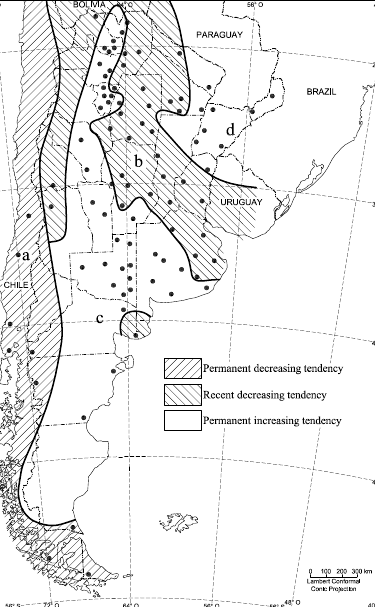 BOLIVIA
64°O
56°O
PARAGUAY
BRAZIL
d
b
URUGUAY
a
CHILE
c
Permanent decreasing tendency
Recent decreasing tendency
Permanent increasing tendency
0 100 200 300 km
Lambert Conformal
Conic Projection
72°O
64°O
56°O
48°O